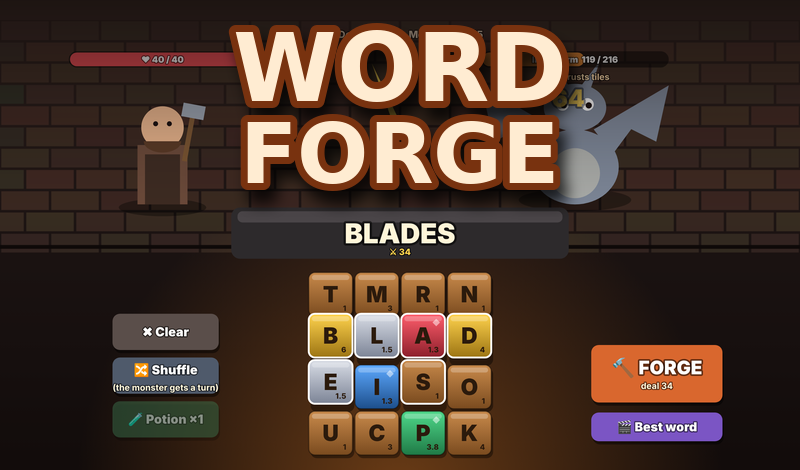 WORD
FORGE
♥ 40 / 40
119 / 216
tiles
BLADES
⚔ 34
T 1 M 3 R 1 N 1
B 6 L 1.5 A 1.3 D 4
E 1.5 I 1.3 S 1 O 1
U 1 C 3 P 3.8 K 4
✖ Clear
🔀 Shuffle
(the monster gets a turn)
🧪 Potion ×1
🔨 FORGE
deal 34
🎬 Best word